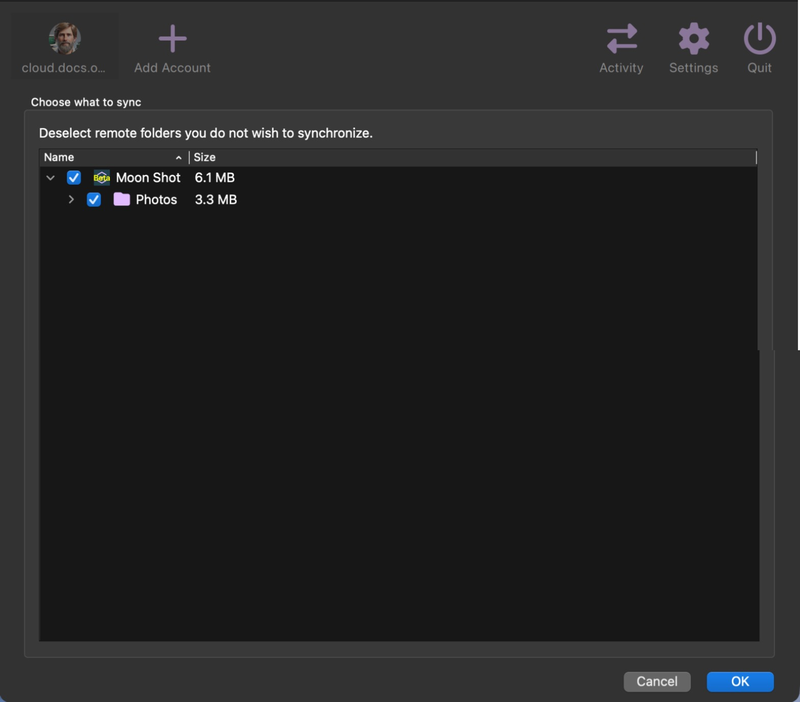 cloud.docs.o...
Add Account
Activity
Settings
Quit
Choose what to sync
Deselect remote folders you do not wish to synchronize.
Name Size
Beta Moon Shot 6.1 MB
Photos 3.3 MB
Cancel OK